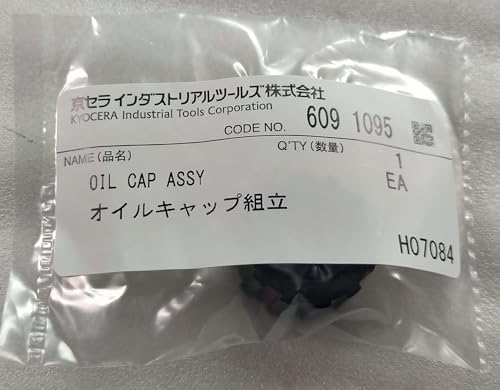 京セラ インダストリアルツールズ株式会社
KYOCERA Industrial Tools Corporation
CODE NO. 609 1095
NAME(品名) Q'TY(数量) 1
OIL CAP ASSY EA
オイルキャップ組立
H07084